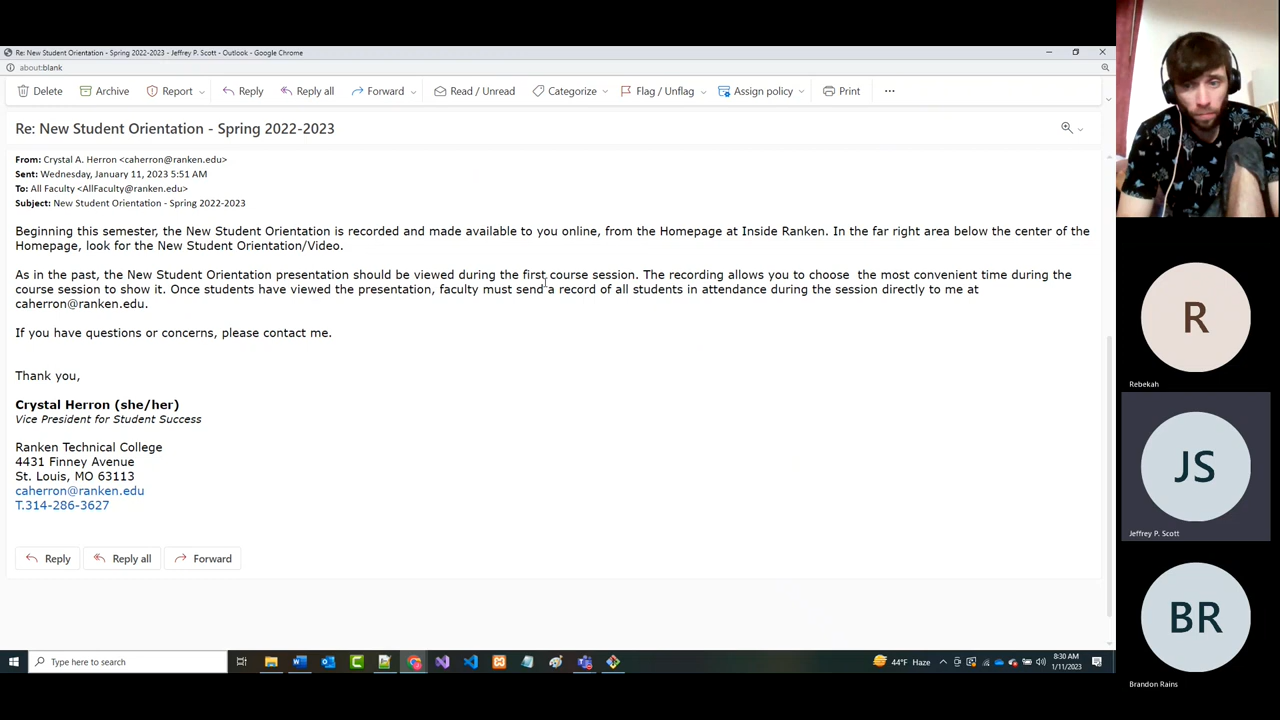 Re: New Student Orientation - Spring 2022-2023 - Jeffrey P. Scott - Outlook - Google Chrome
about:blank
Delete Archive Report Reply Reply all Forward Read / Unread Categorize Flag / Unflag Assign policy Print ...
Re: New Student Orientation - Spring 2022-2023
From: Crystal A. Herron <caherron@ranken.edu>
Sent: Wednesday, January 11, 2023 5:51 AM
To: All Faculty <AllFaculty@ranken.edu>
Subject: New Student Orientation - Spring 2022-2023
Beginning this semester, the New Student Orientation is recorded and made available to you online, from the Homepage at Inside Ranken. In the far right area below the center of the
Homepage, look for the New Student Orientation/Video.
As in the past, the New Student Orientation presentation should be viewed during the first course session. The recording allows you to choose the most convenient time during the
course session to show it. Once students have viewed the presentation, faculty must send a record of all students in attendance during the session directly to me at
caherron@ranken.edu.
If you have questions or concerns, please contact me.
Thank you,
Crystal Herron (she/her)
Vice President for Student Success
Ranken Technical College
4431 Finney Avenue
St. Louis, MO 63113
caherron@ranken.edu
T.314-286-3627
Reply Reply all Forward
Type here to search
44°F Haze
8:30 AM
1/11/2023
R
Rebekah
JS
Jeffrey P. Scott
BR
Brandon Rains